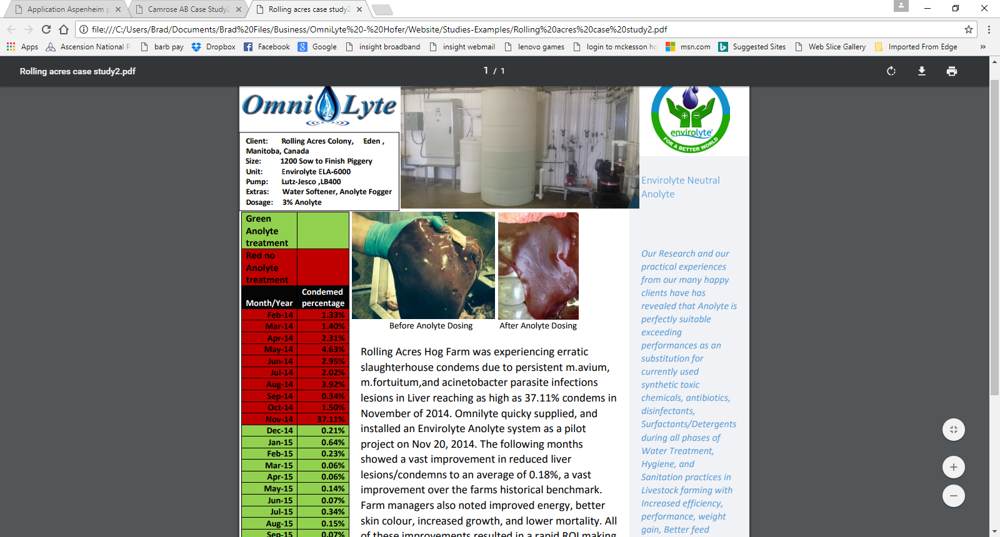 Application Aspenheim p
Camrose AB Case Study2
Rolling acres case study2
file:///C:/Users/Brad/Documents/Brad%20Files/Business/OmniLyte%20-%20Hofer/Website/Studies-Examples/Rolling%20acres%20case%20study2.pdf
Apps
Ascension National P
barb pay
Dropbox
Facebook
Google
insight broadband
insight webmail
lenovo games
login to mckesson ho
msn.com
Suggested Sites
Web Slice Gallery
Imported From Edge
»
Rolling acres case study2.pdf
1 / 1
Omni Lyte
envirolyte
FOR A BETTER WORLD
Client: Rolling Acres Colony, Eden ,
Manitoba, Canada
Size: 1200 Sow to Finish Piggery
Unit: Envirolyte ELA-6000
Pump: Lutz-Jesco ,LB400
Extras: Water Softener, Anolyte Fogger
Dosage: 3% Anolyte
Green
Anolyte
treatment
Red no
Anolyte
treatment
Month/Year Condemed percentage
Feb-14 1.33%
Mar-14 1.40%
Apr-14 2.31%
May-14 4.63%
Jun-14 2.95%
Jul-14 2.02%
Aug-14 3.92%
Sep-14 0.34%
Oct-14 1.50%
Nov-14 37.11%
Dec-14 0.21%
Jan-15 0.64%
Feb-15 0.23%
Mar-15 0.06%
Apr-15 0.06%
May-15 0.14%
Jun-15 0.07%
Jul-15 0.34%
Aug-15 0.15%
Sep-15 0.07%
Before Anolyte Dosing
After Anolyte Dosing
Rolling Acres Hog Farm was experiencing erratic
slaughterhouse condems due to persistent m.avium,
m.fortuitum,and acinetobacter parasite infections
lesions in Liver reaching as high as 37.11% condems in
November of 2014. Omnilyte quicky supplied, and
installed an Envirolyte Anolyte system as a pilot
project on Nov 20, 2014. The following months
showed a vast improvement in reduced liver
lesions/condemns to an average of 0.18%, a vast
improvement over the farms historical benchmark.
Farm managers also noted improved energy, better
skin colour, increased growth, and lower mortality. All
of these improvements resulted in a rapid ROI making
Envirolyte Neutral
Anolyte
Our Research and our
practical experiences
from our many happy
clients have has
revealed that Anolyte is
perfectly suitable
exceeding
performances as an
substitution for
currently used
synthetic toxic
chemicals, antibiotics,
disinfectants,
Surfactants/Detergents
during all phases of
Water Treatment,
Hygiene, and
Sanitation practices in
Livestock farming with
Increased efficiency,
performance, weight
gain, Better feed